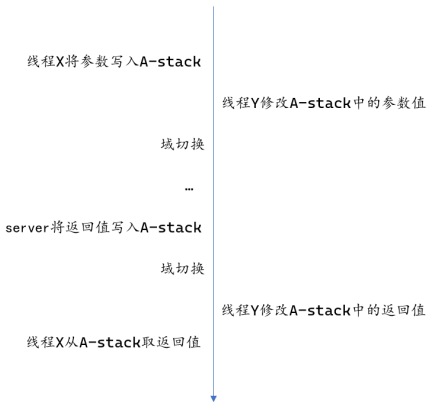 线程X将参数写入A-stack
线程Y修改A-stack中的参数值
域切换
…
server将返回值写入A-stack
域切换
线程Y修改A-stack中的返回值
线程X从A-stack取返回值